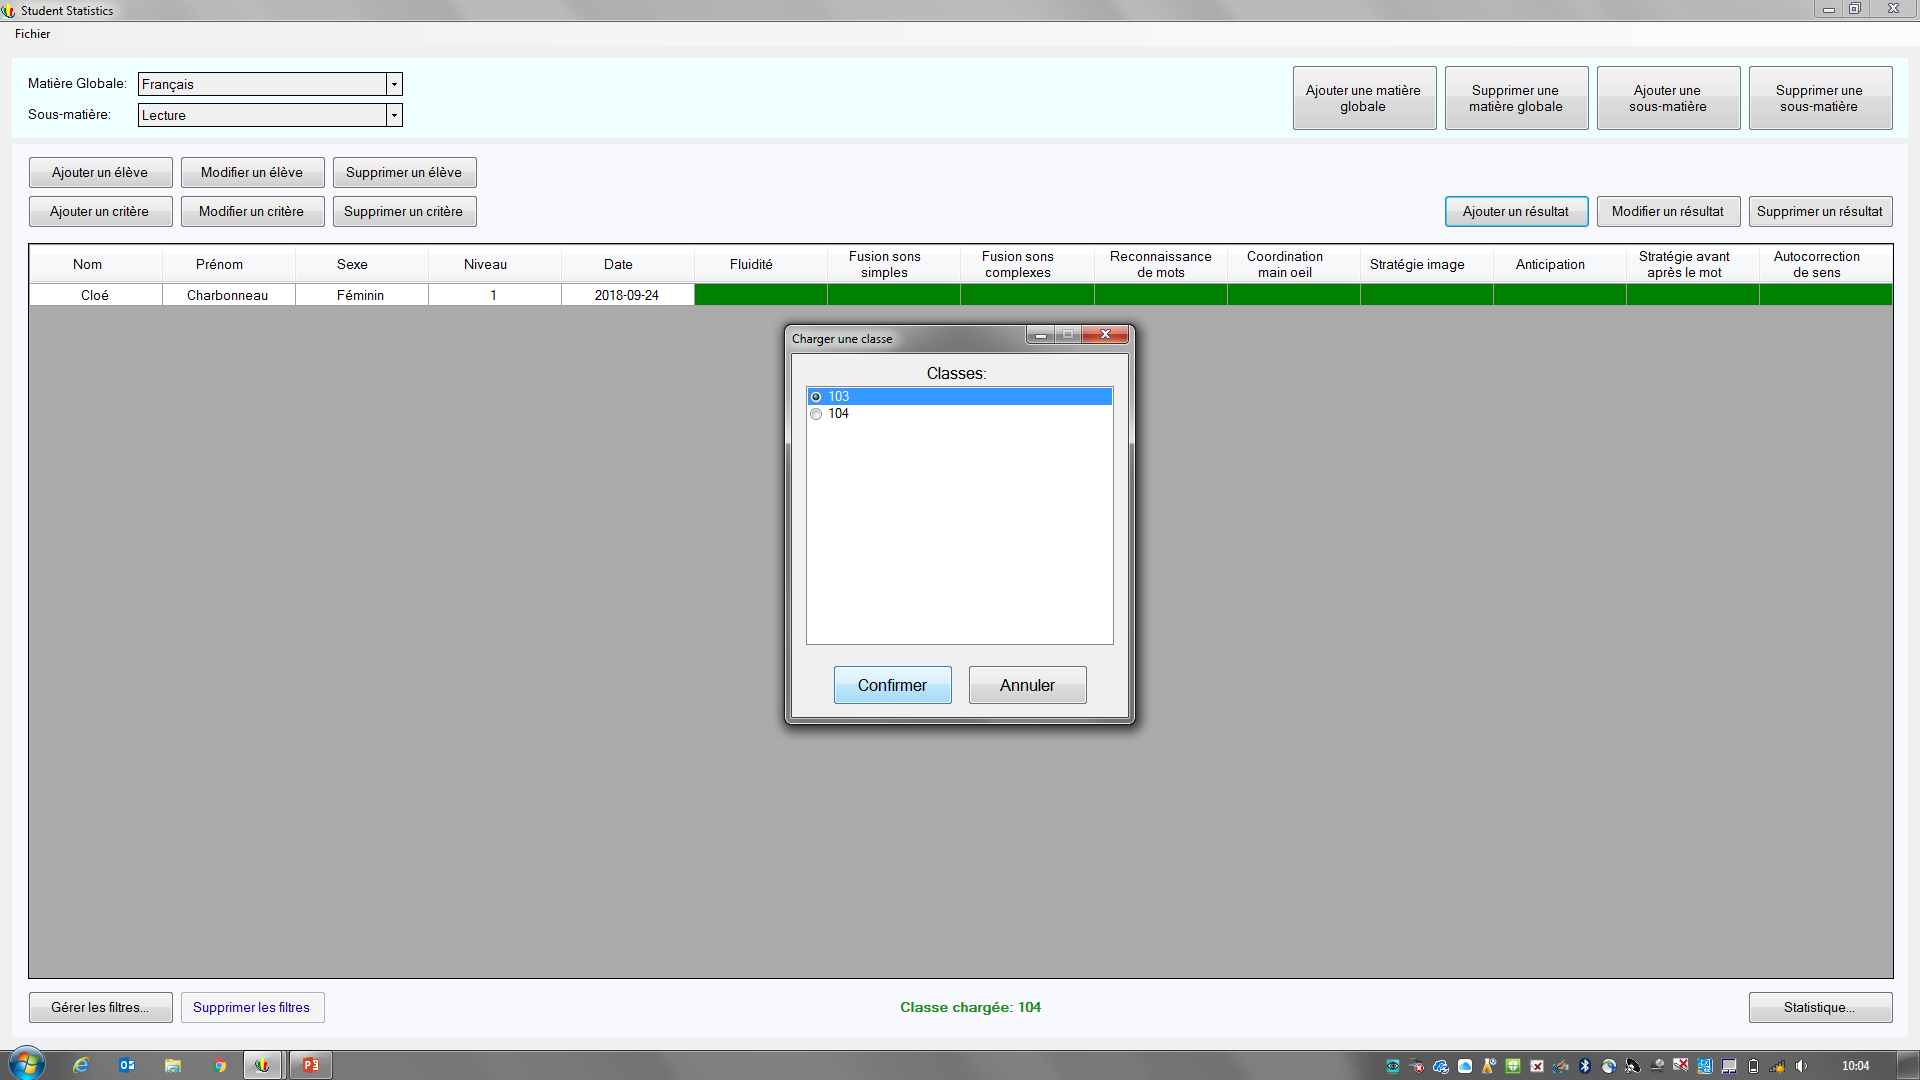 Student Statistics
Fichier
Matière Globale: Français
Sous-matière: Lecture
Ajouter une matière globale
Supprimer une matière globale
Ajouter une sous-matière
Supprimer une sous-matière
Ajouter un élève Modifier un élève Supprimer un élève
Ajouter un critère Modifier un critère Supprimer un critère
Ajouter un résultat Modifier un résultat Supprimer un résultat
Nom Prénom Sexe Niveau Date Fluidité Fusion sons simples Fusion sons complexes Reconnaissance de mots Coordination main oeil Stratégie image Anticipation Stratégie avant après le mot Autocorrection de sens
Cloé Charbonneau Féminin 1 2018-09-24
Charger une classe
Classes:
103
104
Confirmer Annuler
Gérer les filtres... Supprimer les filtres Classe chargée: 104 Statistique...
10:04